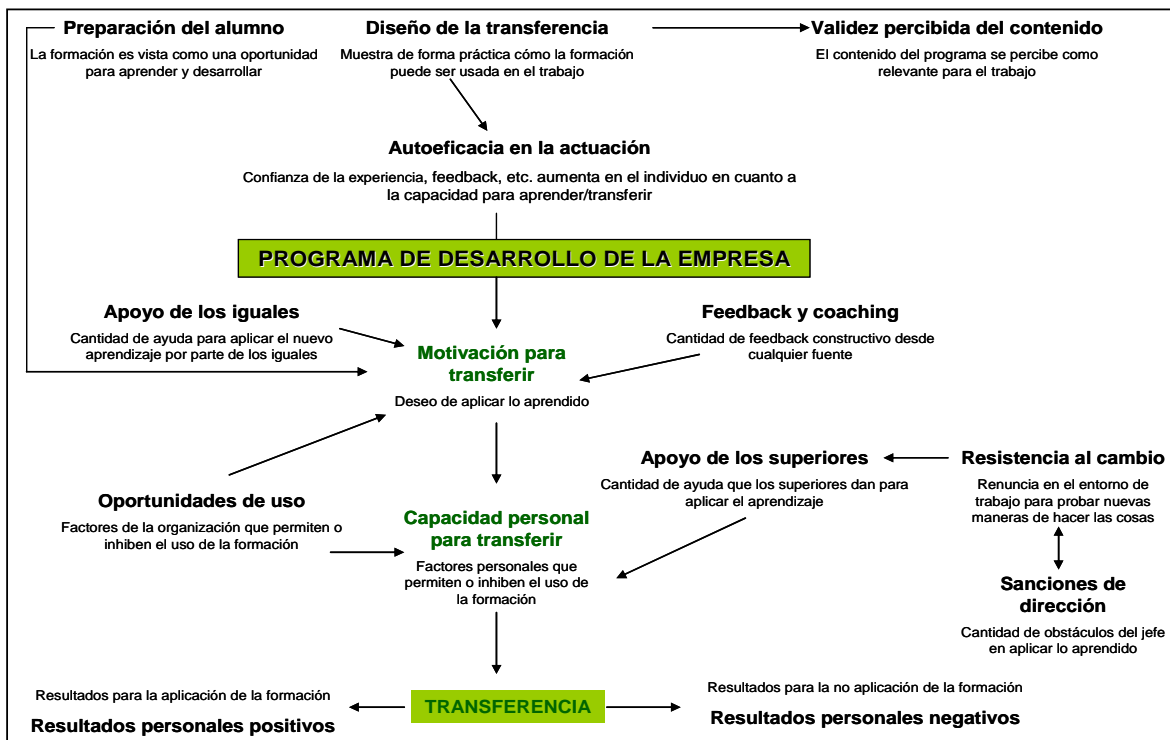 Preparación del alumno
La formación es vista como una oportunidad
para aprender y desarrollar
Diseño de la transferencia
Muestra de forma práctica cómo la formación
puede ser usada en el trabajo
Validez percibida del contenido
El contenido del programa se percibe como
relevante para el trabajo
Autoeficacia en la actuación
Confianza de la experiencia, feedback, etc. aumenta en el individuo en cuanto a
la capacidad para aprender/transferir
PROGRAMA DE DESARROLLO DE LA EMPRESA
Apoyo de los iguales
Cantidad de ayuda para aplicar el nuevo
aprendizaje por parte de los iguales
Feedback y coaching
Cantidad de feedback constructivo desde
cualquier fuente
Motivación para
transferir
Deseo de aplicar lo aprendido
Oportunidades de uso
Factores de la organización que permiten o
inhiben el uso de la formación
Apoyo de los superiores
Cantidad de ayuda que los superiores dan para
aplicar el aprendizaje
Resistencia al cambio
Renuncia en el entorno de
trabajo para probar nuevas
maneras de hacer las cosas
Capacidad personal
para transferir
Factores personales que
permiten o inhiben el uso de
la formación
Sanciones de
dirección
Cantidad de obstáculos del jefe
en aplicar lo aprendido
Resultados para la aplicación de la formación
Resultados personales positivos
TRANSFERENCIA
Resultados para la no aplicación de la formación
Resultados personales negativos